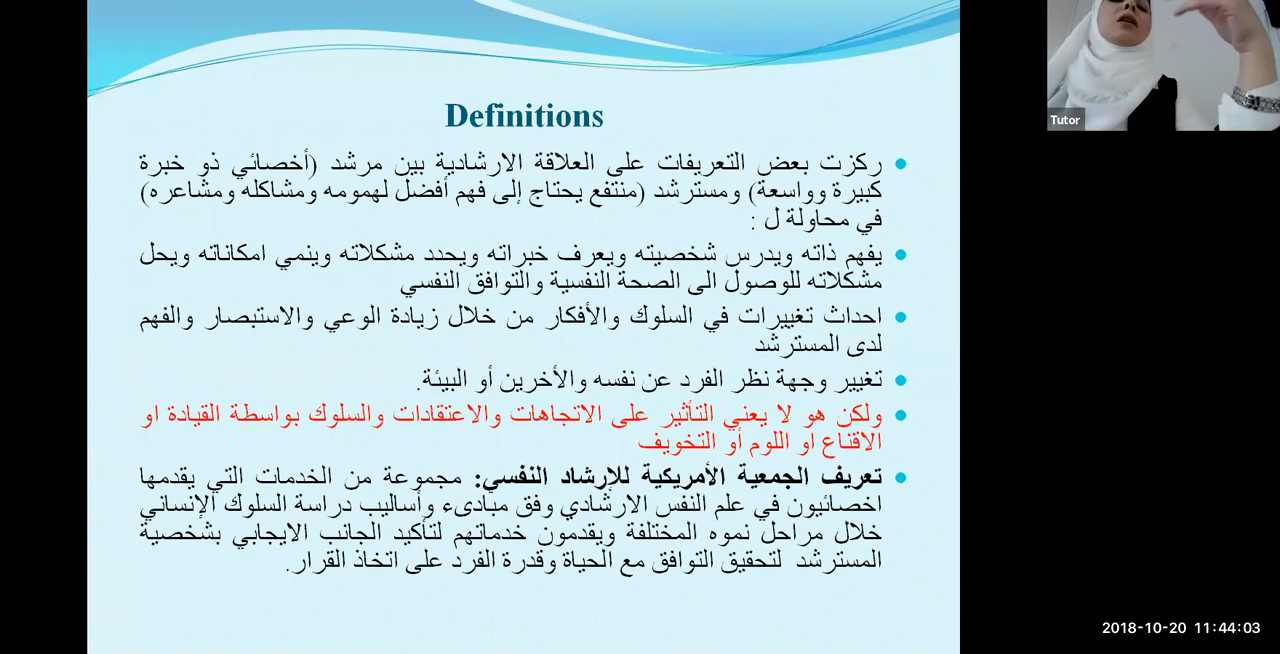 Definitions
ركزت بعض التعريفات على العلاقة الارشادية بين مرشد (أخصائي ذو خبرة
كبيرة وواسعة) ومسترشد (منتفع يحتاج إلى فهم أفضل لهمومه ومشاكله ومشاعره)
في محاولة ل :
يفهم ذاته ويدرس شخصيته ويعرف خبراته ويحدد مشكلاته وينمي امكاناته ويحل
مشكلاته للوصول الى الصحة النفسية والتوافق النفسي
احداث تغييرات في السلوك والأفكار من خلال زيادة الوعي والاستبصار والفهم
لدى المسترشد
تغيير وجهة نظر الفرد عن نفسه والأخرين أو البيئة.
ولكن هو لا يعني التأثير على الاتجاهات والاعتقادات والسلوك بواسطة القيادة او
الاقناع او اللوم أو التخويف
تعريف الجمعية الأمريكية للإرشاد النفسي: مجموعة من الخدمات التي يقدمها
اخصائيون في علم النفس الارشادي وفق مبادىء وأساليب دراسة السلوك الإنساني
خلال مراحل نموه المختلفة ويقدمون خدماتهم لتأكيد الجانب الايجابي بشخصية
المسترشد لتحقيق التوافق مع الحياة وقدرة الفرد على اتخاذ القرار.
Tutor
2018-10-20 11:44:03